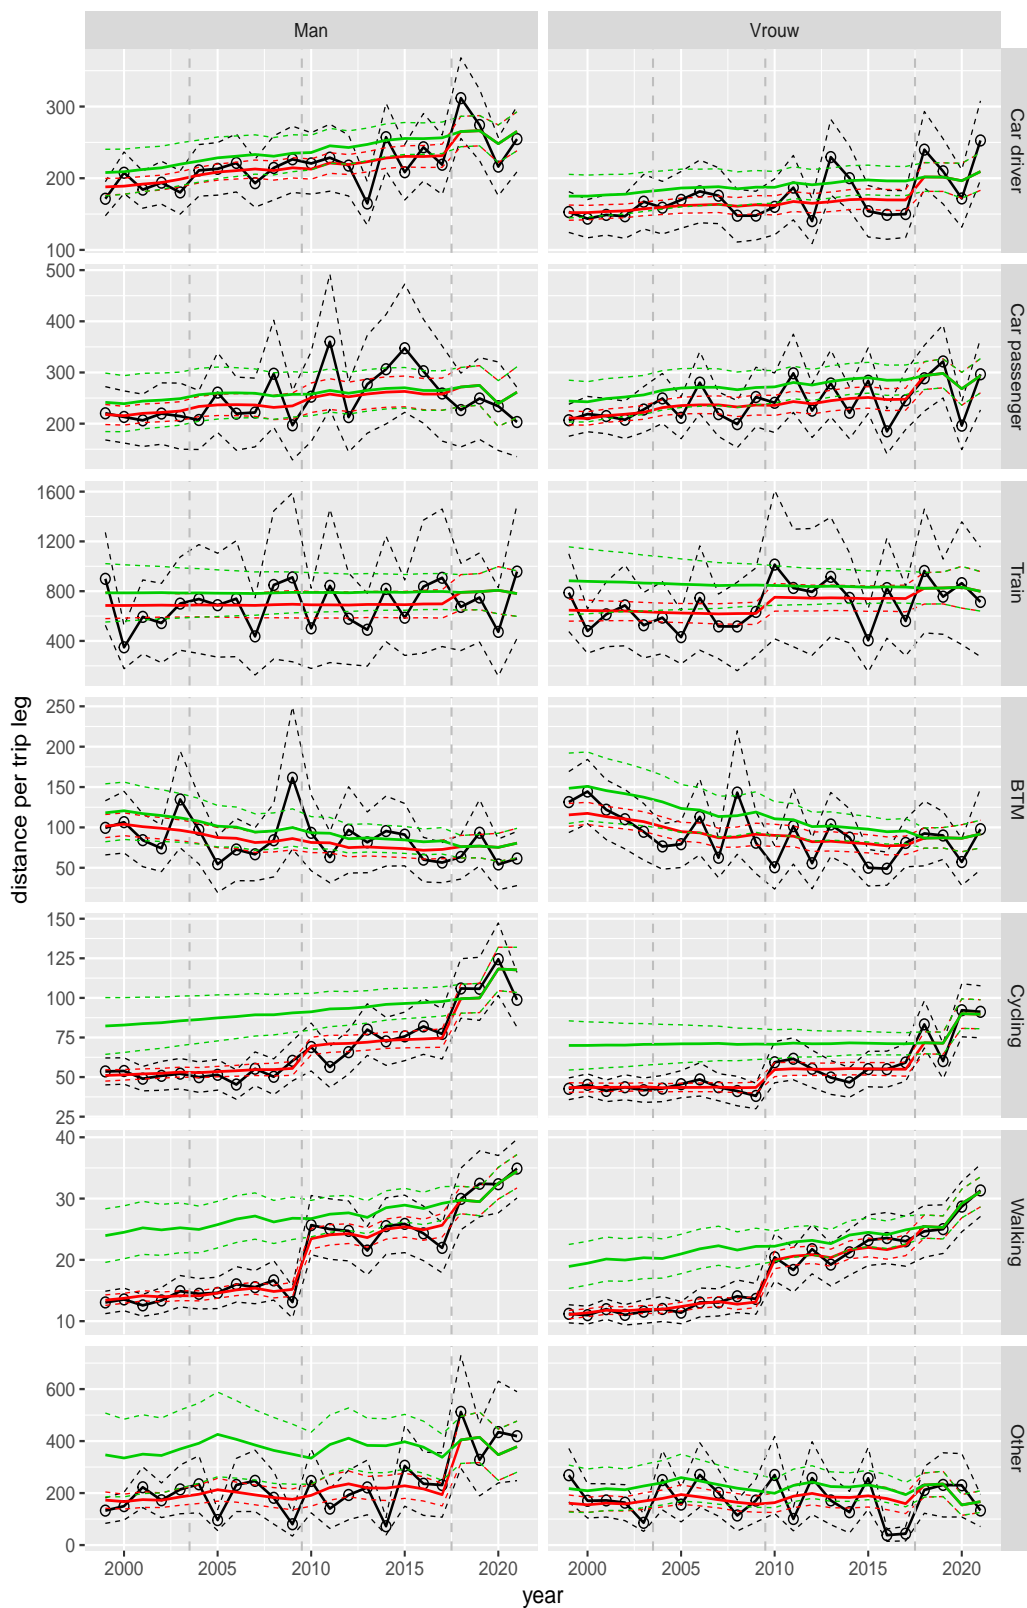 Man Vrouw
300
200
100
Car driver
500
400
300
200
Car passenger
1600
1200
800
400
Train
distance per trip leg
250
200
150
100
50
BTM
150
125
100
75
50
25
Cycling
40
30
20
10
Walking
600
400
200
0
Other
2000 2005 2010 2015 2020 2000 2005 2010 2015 2020
year